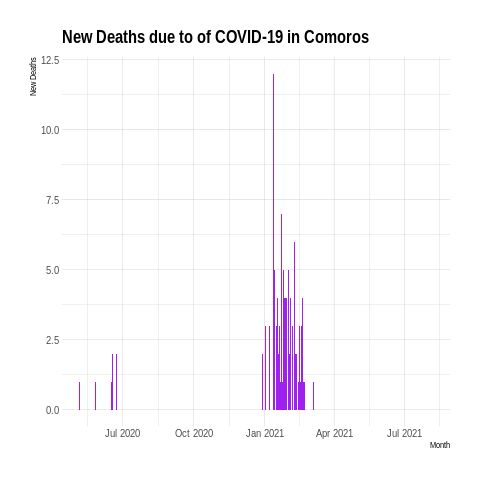 New Deaths due to of COVID-19 in Comoros
New Deaths
12.5
10.0
7.5
5.0
2.5
0.0
Jul 2020 Oct 2020 Jan 2021 Apr 2021 Jul 2021
Month